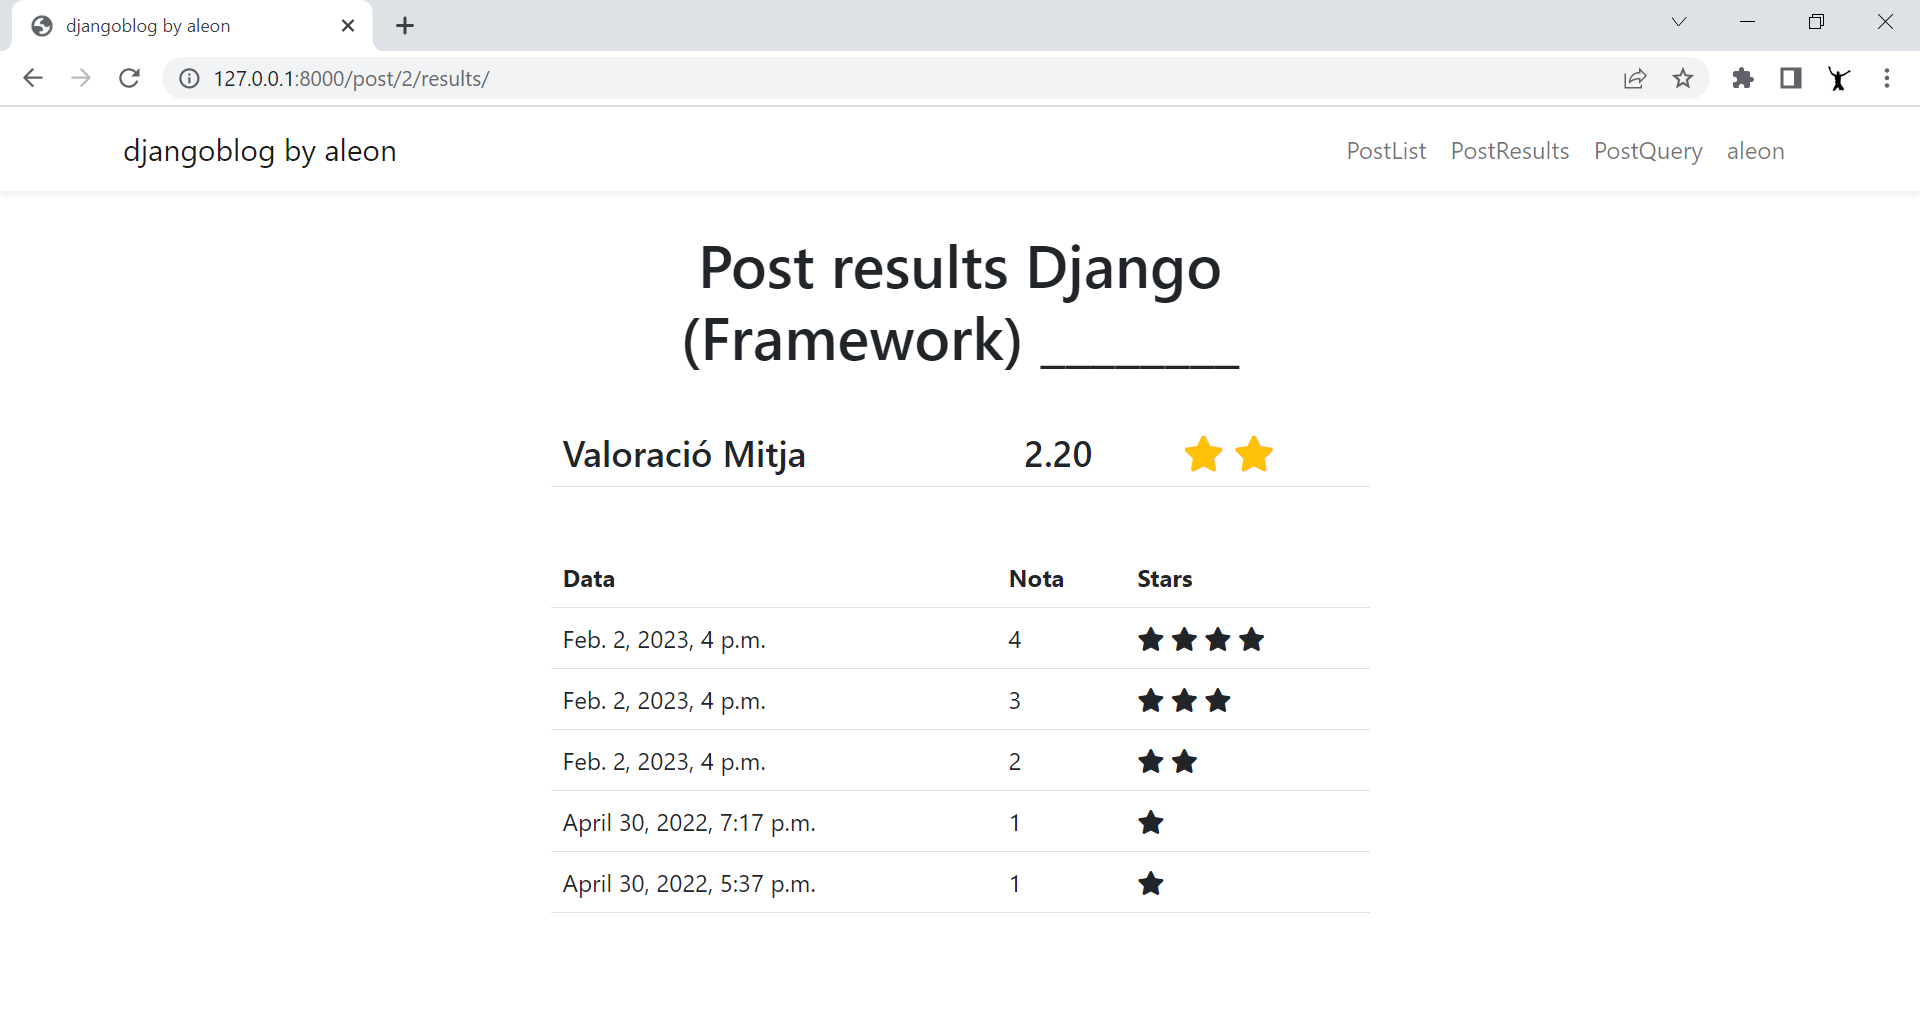 djangoblog by aleon
127.0.0.1:8000/post/2/results/
djangoblog by aleon PostList PostResults PostQuery aleon
Post results Django
(Framework) ________
Valoració Mitja 2.20
Data Nota Stars
Feb. 2, 2023, 4 p.m. 4
Feb. 2, 2023, 4 p.m. 3
Feb. 2, 2023, 4 p.m. 2
April 30, 2022, 7:17 p.m. 1
April 30, 2022, 5:37 p.m. 1